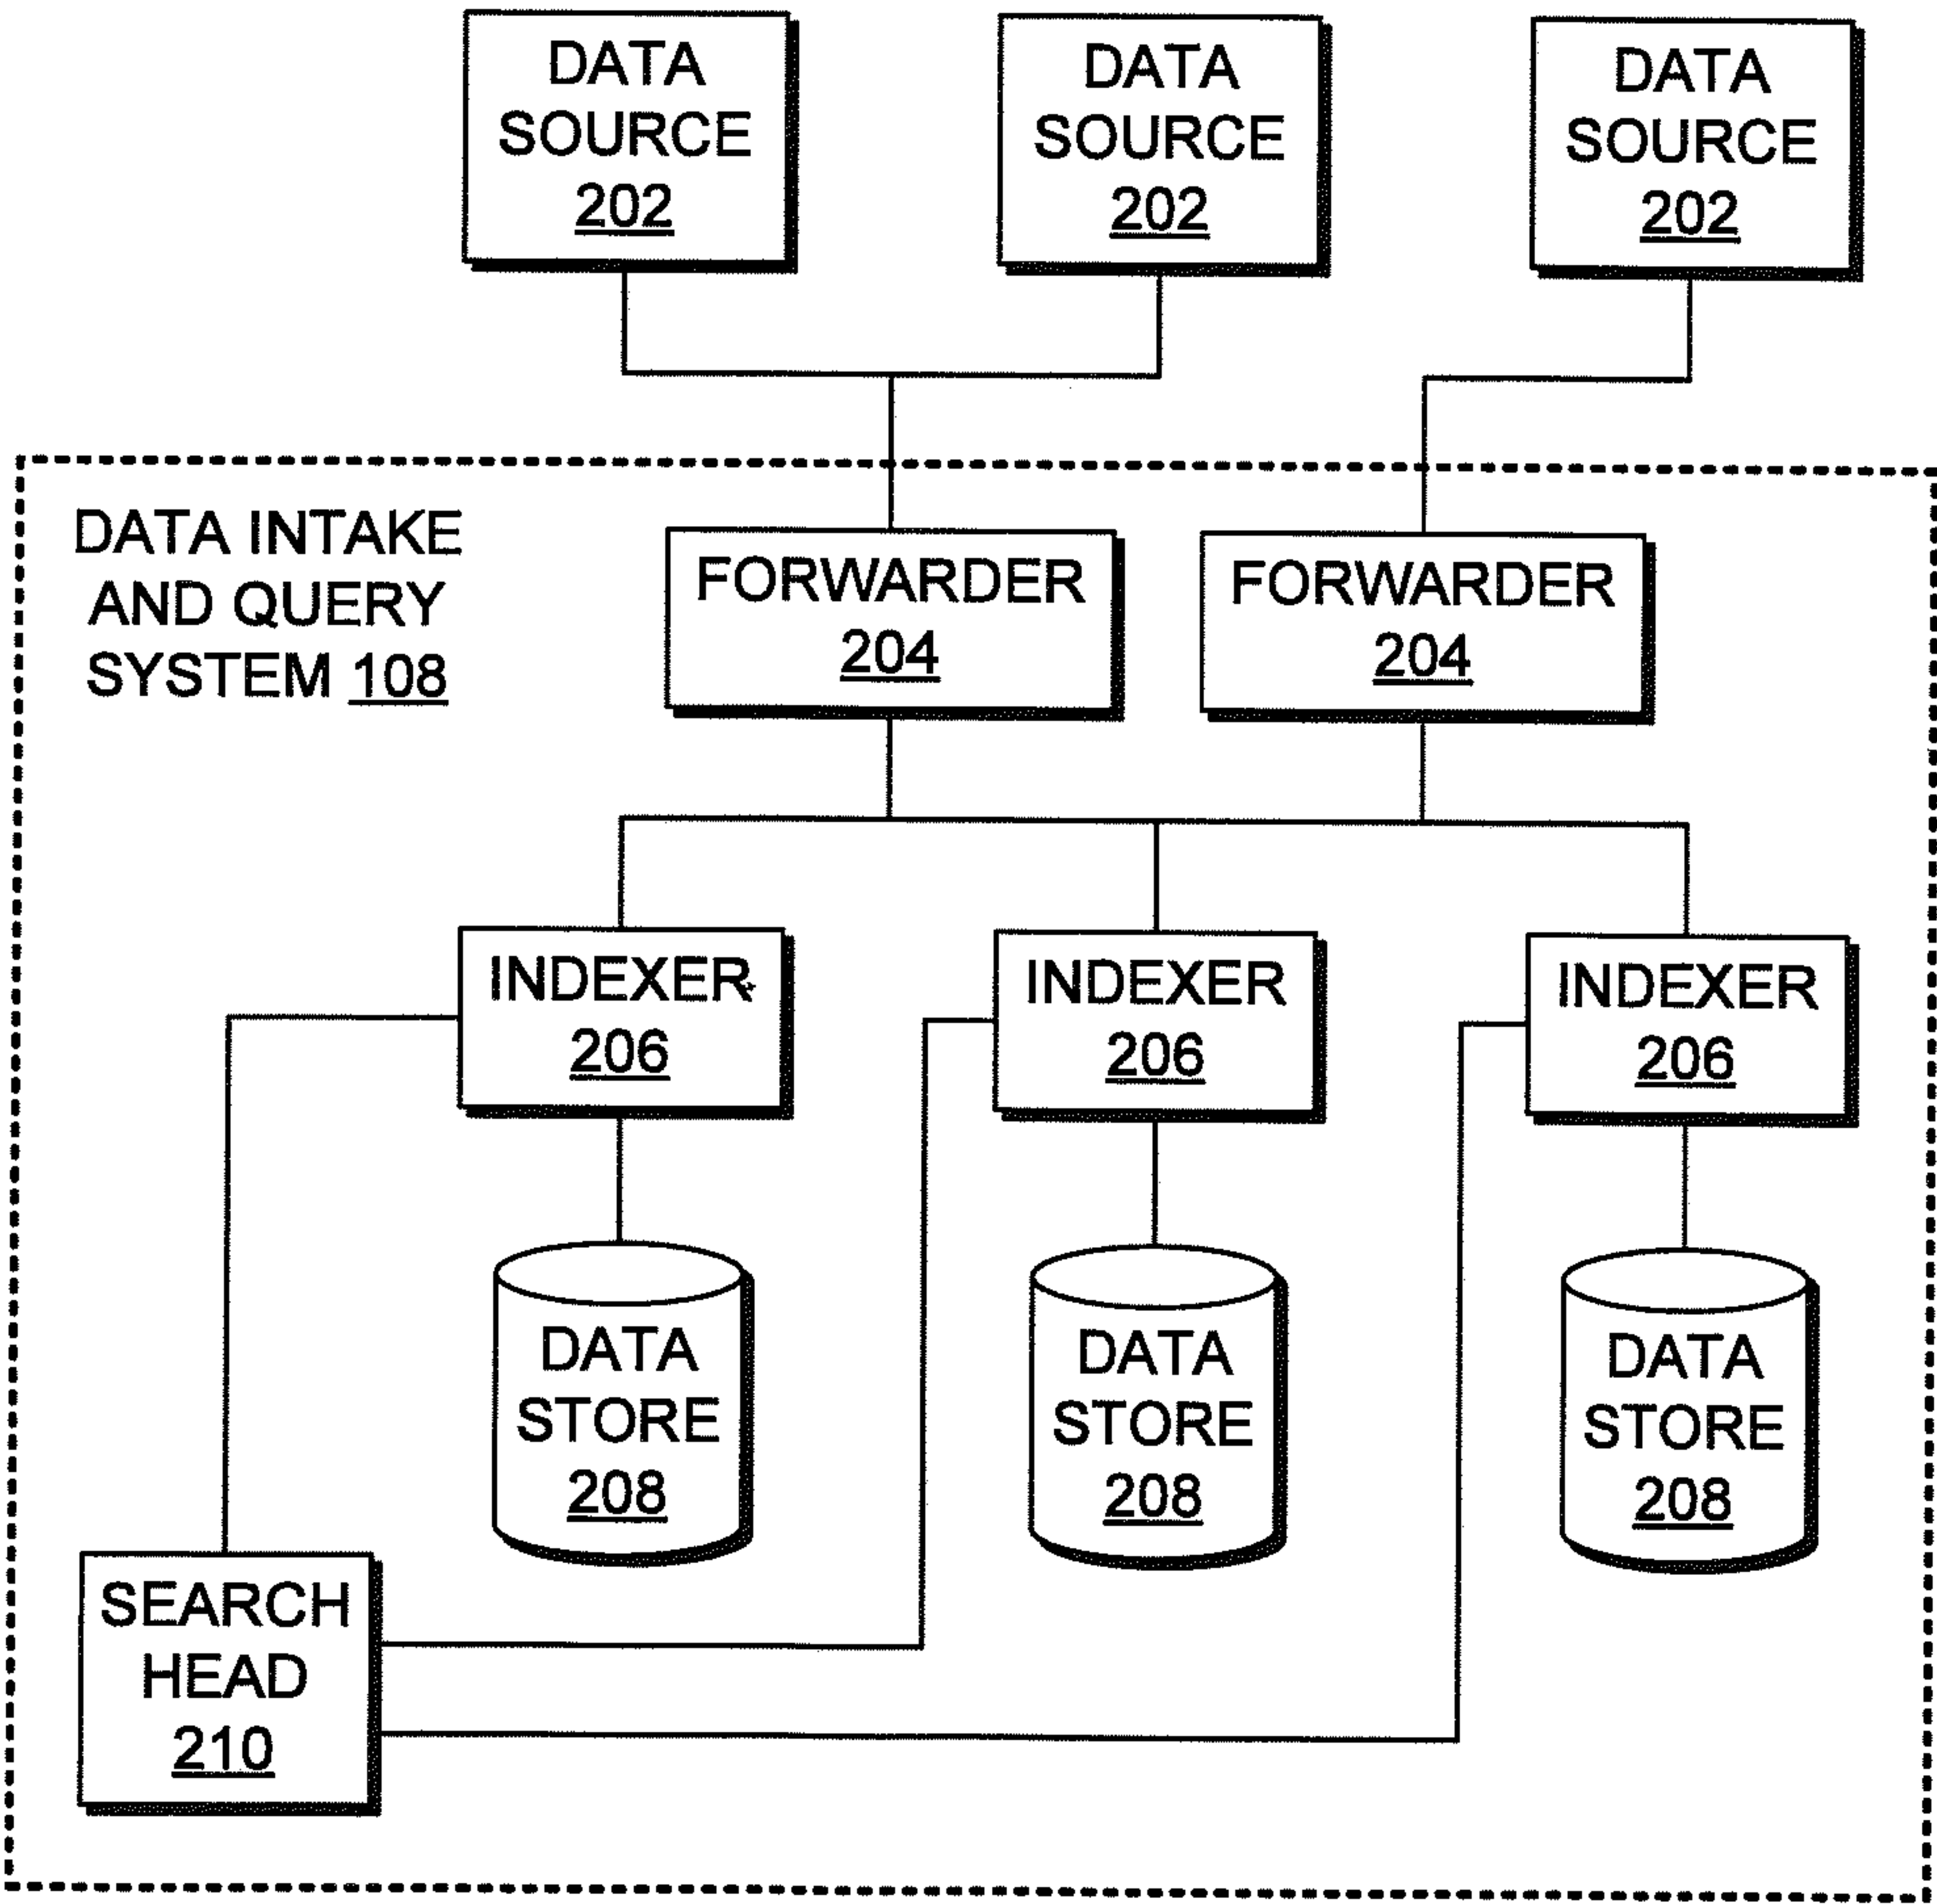 DATA
SOURCE
202
DATA
SOURCE
202
DATA
SOURCE
202
DATA INTAKE
AND QUERY
SYSTEM 108
FORWARDER
204
FORWARDER
204
INDEXER
206
INDEXER
206
INDEXER
206
DATA
STORE
208
DATA
STORE
208
DATA
STORE
208
SEARCH
HEAD
210